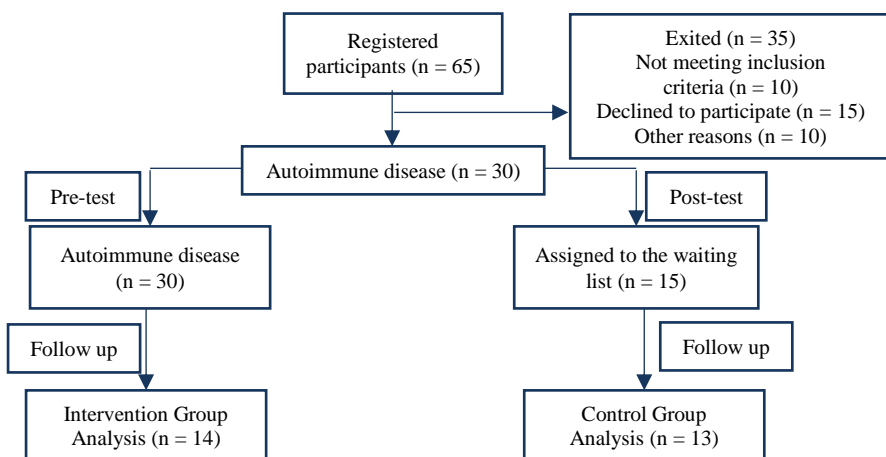 Registered
participants (n = 65)
Exited (n = 35)
Not meeting inclusion
criteria (n = 10)
Declined to participate (n = 15)
Other reasons (n = 10)
Autoimmune disease (n = 30)
Pre-test
Post-test
Autoimmune disease
(n = 30)
Assigned to the waiting
list (n = 15)
Follow up
Follow up
Intervention Group
Analysis (n = 14)
Control Group
Analysis (n = 13)